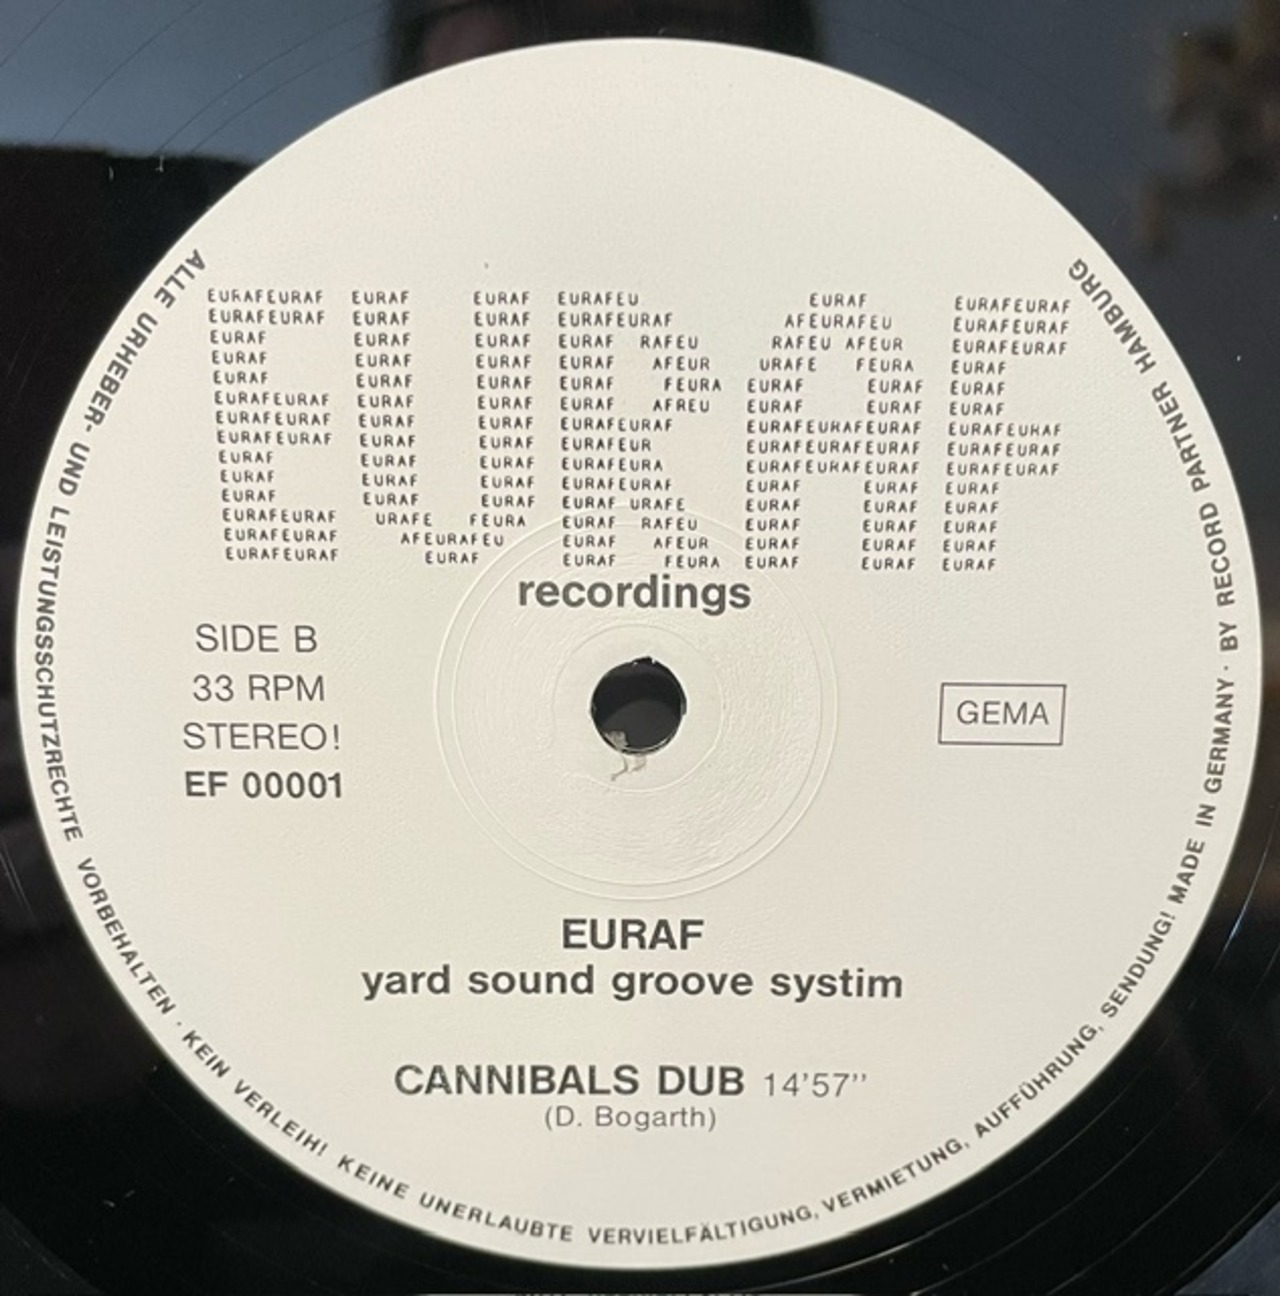 EURAFEURAF EURAF EURAF EURAFEU EURAF EURAFEURAF
EURAFEURAF EURAF EURAF EURAFEURAF AFEURAFEU EURAFEURAF
EURAF EURAF EURAF EURAF RAFEU RAFEU AFEUR EURAFEURAF
EURAF EURAF EURAF EURAF AFEUR URAFE FEURA EURAF
EURAF EURAF EURAF EURAF FEURA EURAF EURAF EURAF
EURAFEURAF EURAF EURAF EURAF AFREU EURAF EURAF EURAF
EURAFEURAF EURAF EURAF EURAFEURAF EURAFEURAFEURAF EURAFEURAF
EURAFEURAF EURAF EURAF EURAFEUR EURAFEURAFEURAF EURAFEURAF
EURAF EURAF EURAF EURAFEURA EURAFEURAFEURAF EURAFEURAF
EURAF EURAF EURAF EURAFEURAF EURAF EURAF EURAF
EURAF EURAF EURAF EURAF URAFE EURAF EURAF EURAF
EURAFEURAF URAFE FEURA EURAF RAFEU EURAF EURAF EURAF
EURAFEURAF AFEURAFEU EURAF AFEUR EURAF EURAF EURAF
EURAFEURAF EURAF EURAF FEURA EURAF EURAF EURAF
recordings
SIDE B
33 RPM
STEREO!
EF 00001
GEMA
EURAF
yard sound groove systim
CANNIBALS DUB 14'57''
(D. Bogarth)
ALLE URHEBER- UND LEISTUNGSSCHUTZRECHTE VORBEHALTEN · KEIN VERLEIH! KEINE UNERLAUBTE VERVIELFÄLTIGUNG, VERMIETUNG, AUFFÜHRUNG, SENDUNG! MADE IN GERMANY · BY RECORD PARTNER HAMBURG